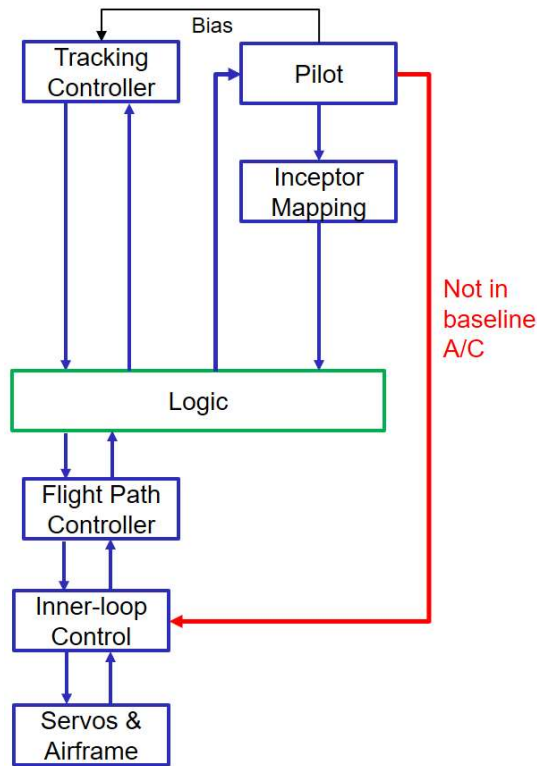 Bias
Tracking
Controller
Pilot
Inceptor
Mapping
Not in
baseline
A/C
Logic
Flight Path
Controller
Inner-loop
Control
Servos &
Airframe